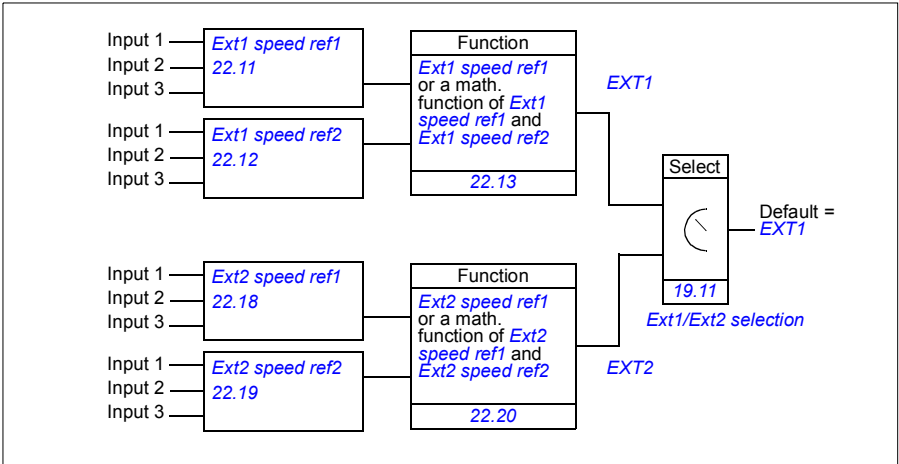 Input 1
Input 2
Input 3
Ext1 speed ref1
22.11
Input 1
Input 2
Input 3
Ext1 speed ref2
22.12
Function
Ext1 speed ref1
or a math.
function of Ext1
speed ref1 and
Ext1 speed ref2
22.13
EXT1
Select
Default =
EXT1
19.11
Ext1/Ext2 selection
Input 1
Input 2
Input 3
Ext2 speed ref1
22.18
Input 1
Input 2
Input 3
Ext2 speed ref2
22.19
Function
Ext2 speed ref1
or a math.
function of Ext2
speed ref1 and
Ext2 speed ref2
22.20
EXT2